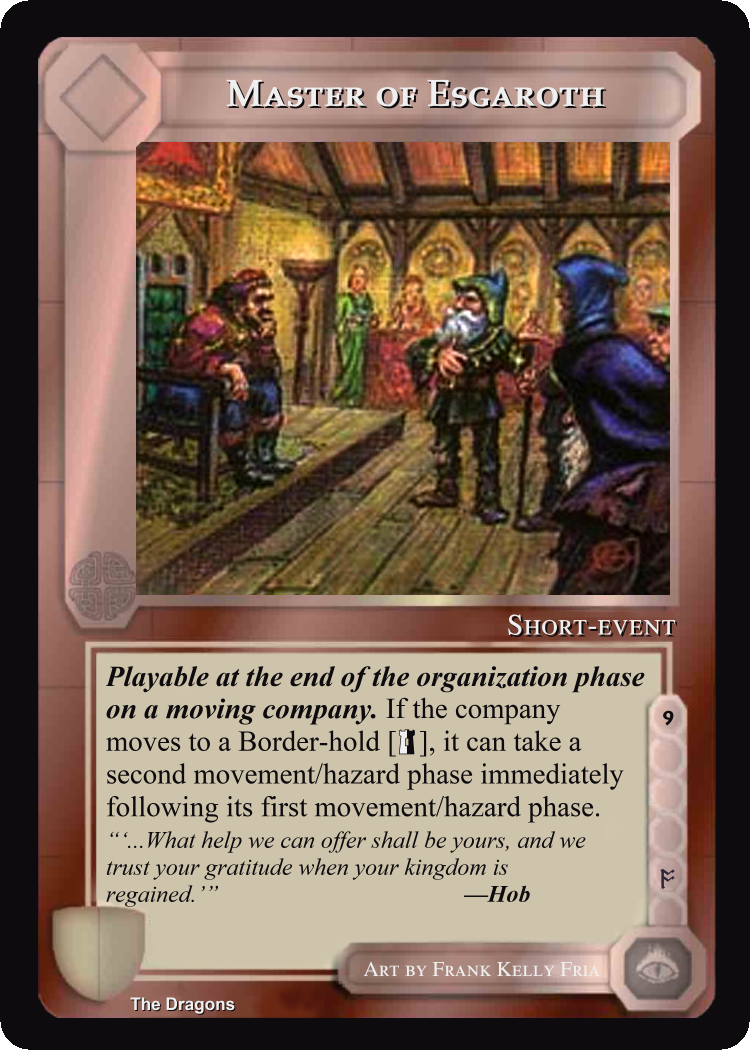 Master of Esgaroth
Short-event
Playable at the end of the organization phase
on a moving company. If the company
moves to a Border-hold [ ], it can take a
second movement/hazard phase immediately
following its first movement/hazard phase.
“‘...What help we can offer shall be yours, and we
trust your gratitude when your kingdom is
regained.’” —Hob
9
ᚩ
Art by Frank Kelly Fria
The Dragons